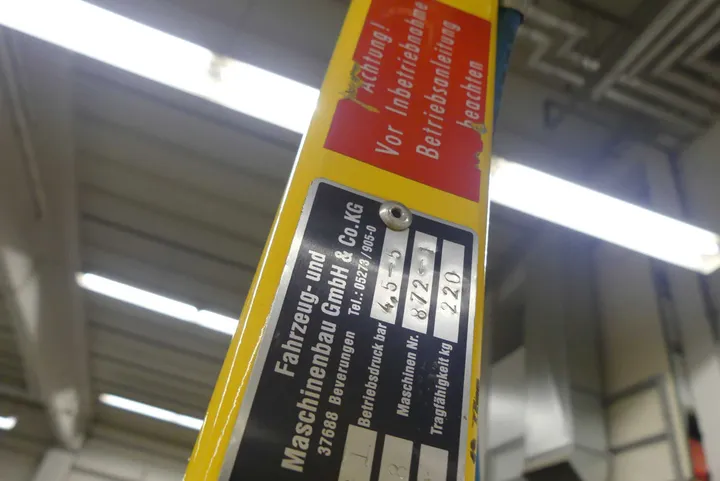 Achtung!
Vor Inbetriebnahme
Betriebsanleitung
beachten
Fahrzeug- und
Maschinenbau GmbH & Co.KG
37688 Beverungen Tel.: 05273/905-0
Betriebsdruck bar 4,5-5
Maschinen Nr. 872-1
Tragfähigkeit kg 220